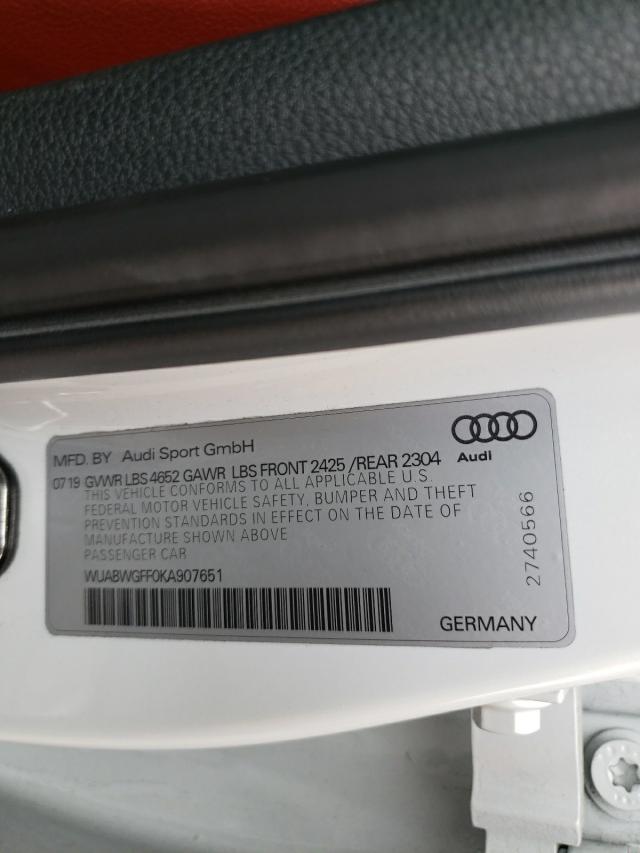 MFD. BY Audi Sport GmbH
Audi
07 19 GVWR LBS 4652 GAWR LBS FRONT 2425 /REAR 2304
THIS VEHICLE CONFORMS TO ALL APPLICABLE U.S.
FEDERAL MOTOR VEHICLE SAFETY, BUMPER AND THEFT
PREVENTION STANDARDS IN EFFECT ON THE DATE OF
MANUFACTURE SHOWN ABOVE
PASSENGER CAR
WUABWGFF0KA907651
GERMANY
2740566